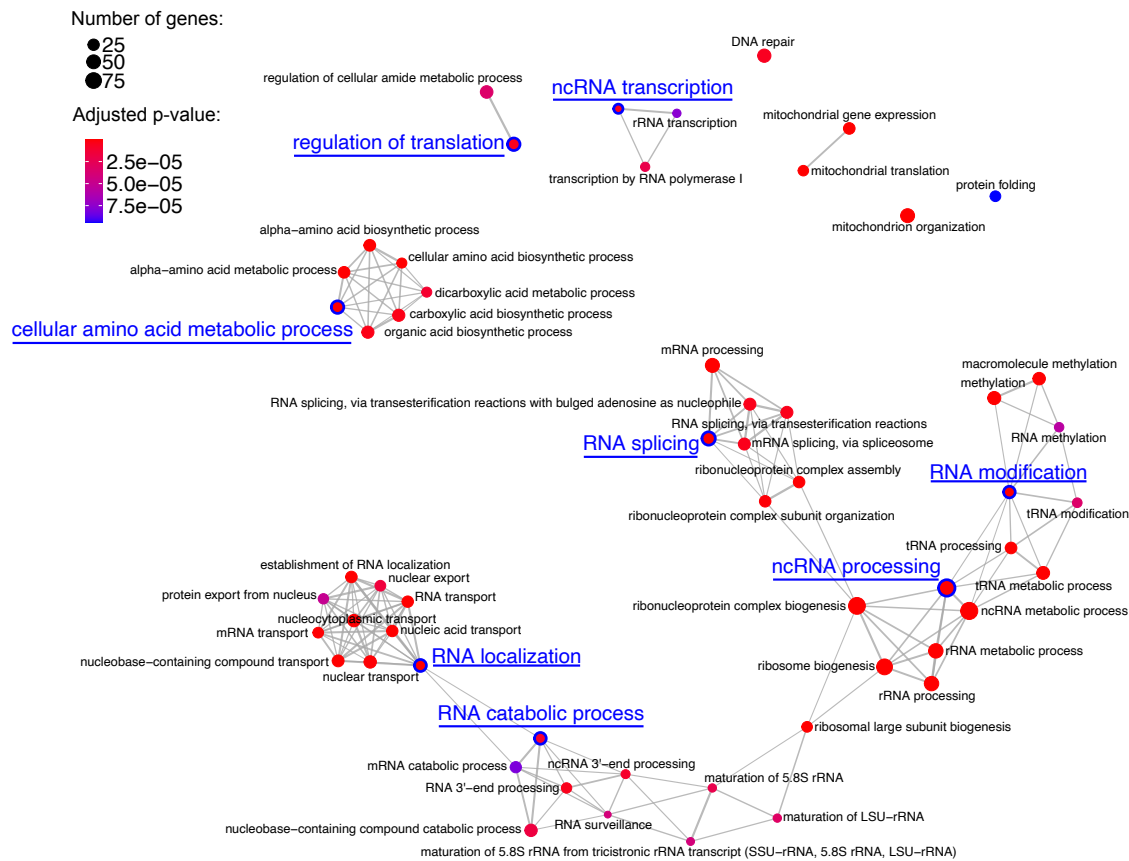 Number of genes:
25
50
75
Adjusted p-value:
2.5e−05
5.0e−05
7.5e−05
DNA repair
regulation of cellular amide metabolic process
ncRNA transcription
rRNA transcription
mitochondrial gene expression
regulation of translation
transcription by RNA polymerase I
mitochondrial translation
protein folding
mitochondrion organization
alpha−amino acid biosynthetic process
cellular amino acid biosynthetic process
alpha−amino acid metabolic process
dicarboxylic acid metabolic process
carboxylic acid biosynthetic process
cellular amino acid metabolic process
organic acid biosynthetic process
mRNA processing
macromolecule methylation
methylation
RNA splicing, via transesterification reactions with bulged adenosine as nucleophile
RNA splicing, via transesterification reactions
RNA splicing
mRNA splicing, via spliceosome
RNA methylation
ribonucleoprotein complex assembly
RNA modification
ribonucleoprotein complex subunit organization
tRNA modification
tRNA processing
establishment of RNA localization
nuclear export
ncRNA processing
tRNA metabolic process
protein export from nucleus
RNA transport
ribonucleoprotein complex biogenesis
ncRNA metabolic process
nucleocytoplasmic transport
mRNA transport
nucleic acid transport
rRNA metabolic process
RNA localization
nucleobase−containing compound transport
ribosome biogenesis
nuclear transport
rRNA processing
RNA catabolic process
ribosomal large subunit biogenesis
mRNA catabolic process
ncRNA 3'−end processing
maturation of 5.8S rRNA
RNA 3'−end processing
maturation of LSU−rRNA
RNA surveillance
nucleobase−containing compound catabolic process
maturation of 5.8S rRNA from tricistronic rRNA transcript (SSU−rRNA, 5.8S rRNA, LSU−rRNA)